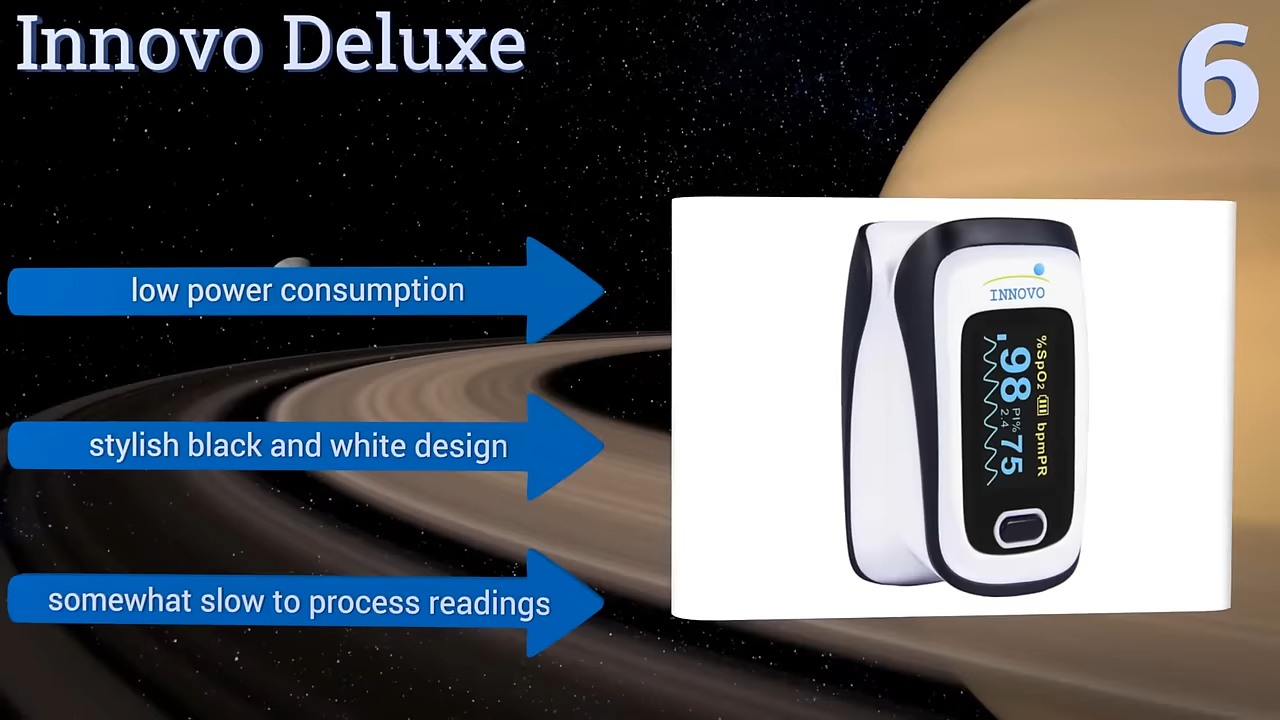 Innovo Deluxe
6
low power consumption
stylish black and white design
somewhat slow to process readings
INNOVO
%SpO₂ bpmPR
98 PI% 75
2.4